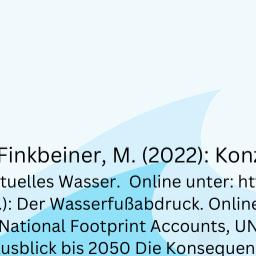 Finkbeiner, M. (2022): Konz
tuelles Wasser. Online unter: ht
.): Der Wasserfußabdruck. Online
National Footprint Accounts, UN
usblick bis 2050 Die Konsequen